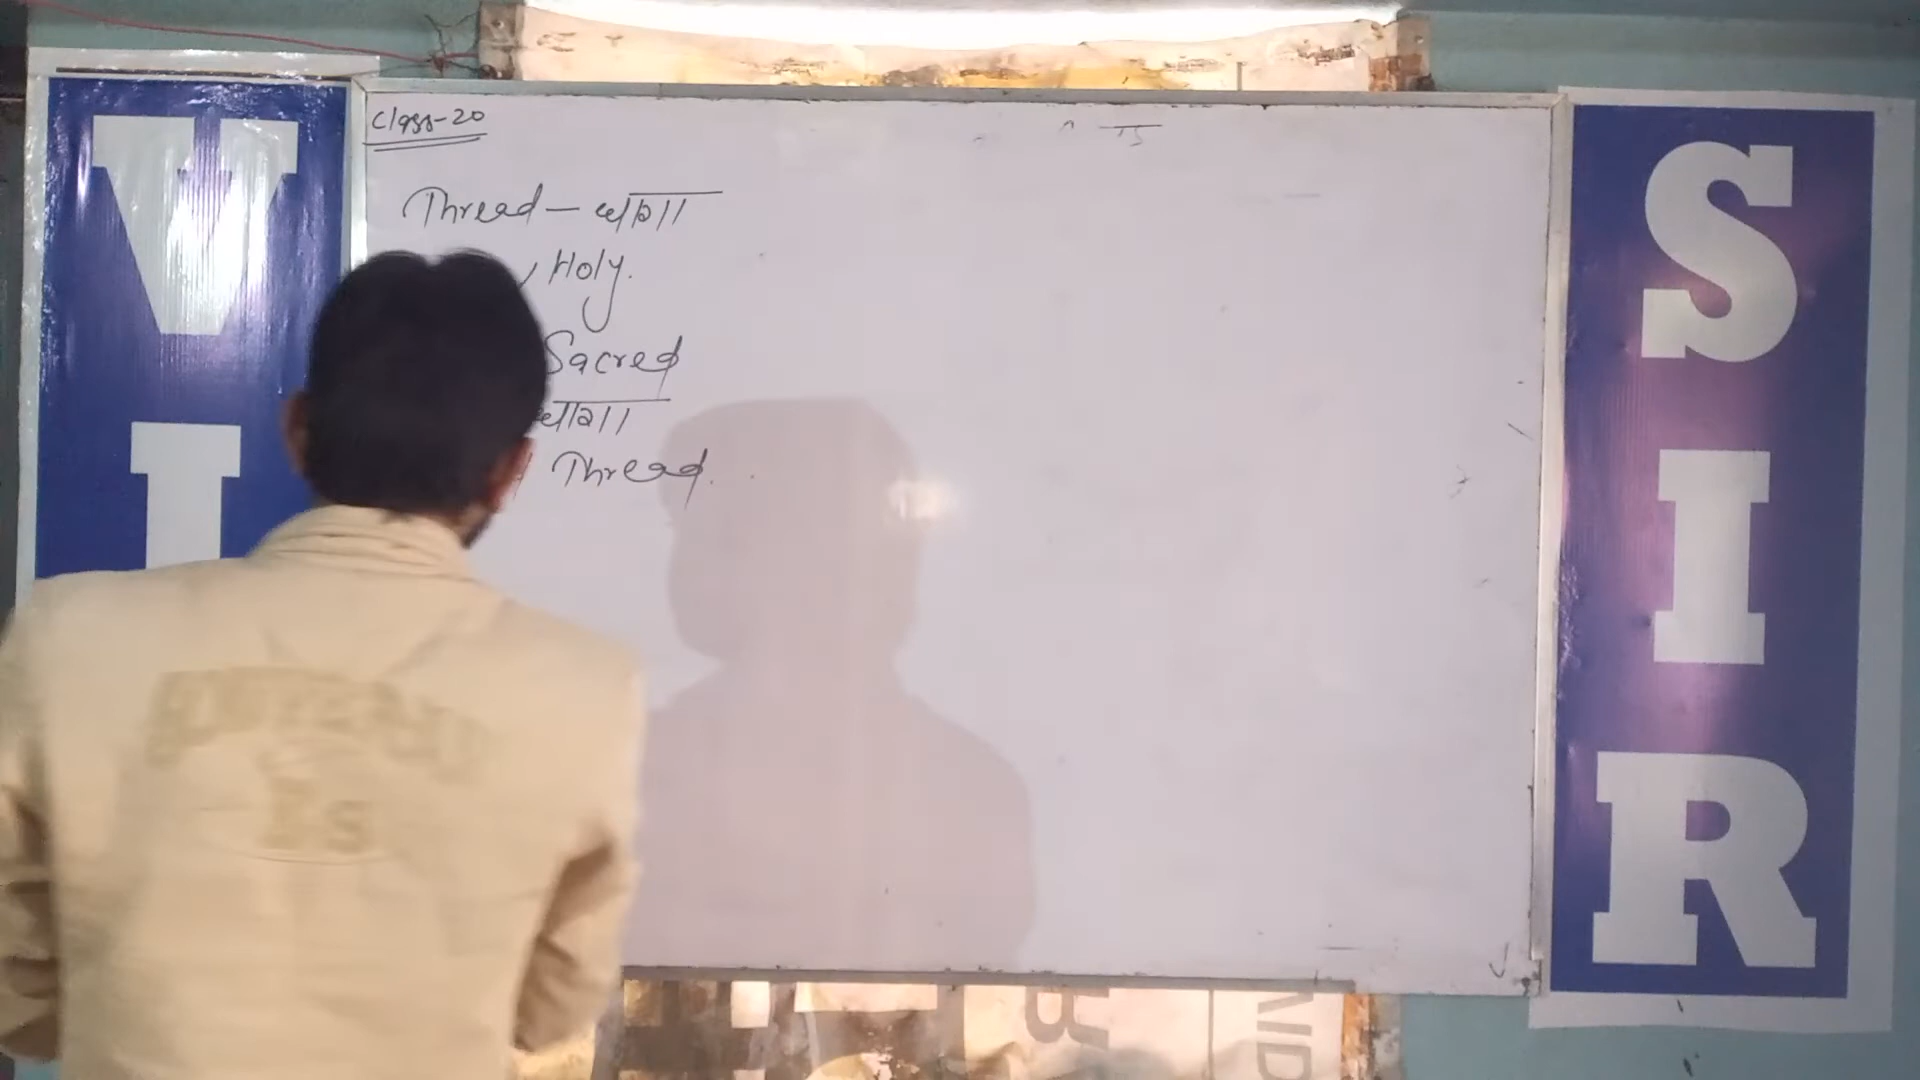 Class-20
Thread – धागा
Holy.
Sacred
धागा
Thread.
V
I
SIR